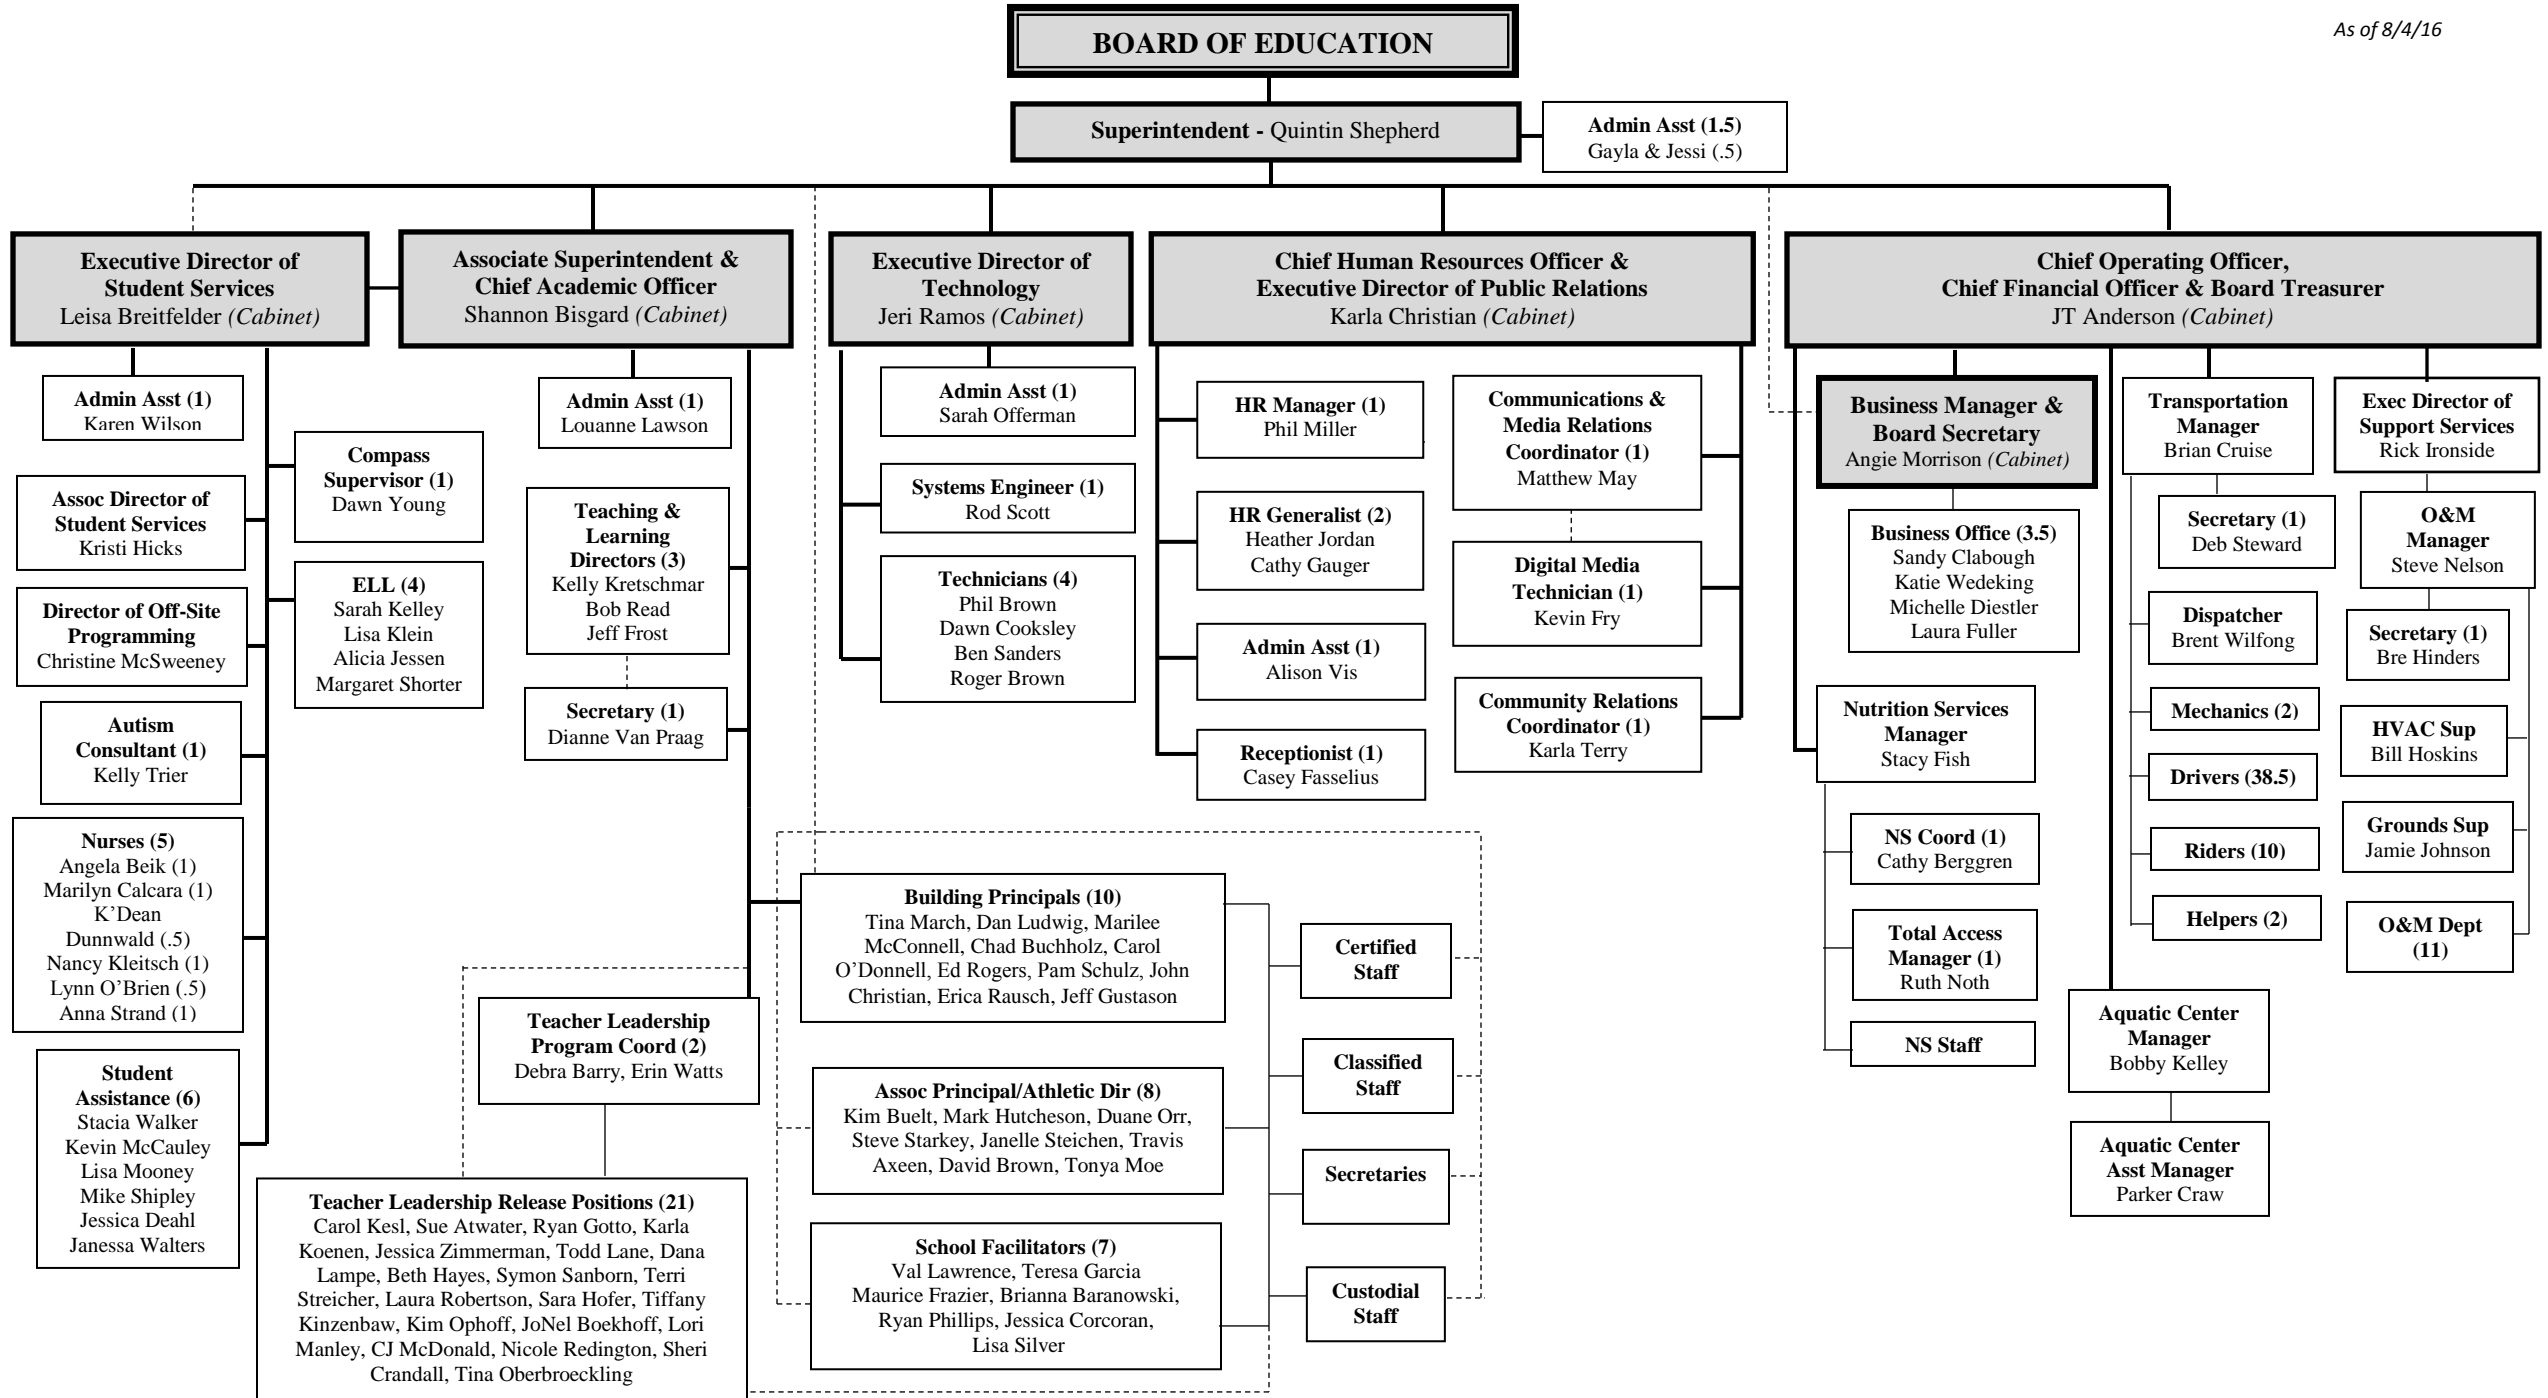 As of 8/4/16
BOARD OF EDUCATION
Superintendent - Quintin Shepherd
Admin Asst (1.5)
Gayla & Jessi (.5)
Executive Director of
Student Services
Leisa Breitfelder (Cabinet)
Associate Superintendent &
Chief Academic Officer
Shannon Bisgard (Cabinet)
Executive Director of
Technology
Jeri Ramos (Cabinet)
Chief Human Resources Officer &
Executive Director of Public Relations
Karla Christian (Cabinet)
Chief Operating Officer,
Chief Financial Officer & Board Treasurer
JT Anderson (Cabinet)
Admin Asst (1)
Karen Wilson
Compass
Supervisor (1)
Dawn Young
Assoc Director of
Student Services
Kristi Hicks
ELL (4)
Sarah Kelley
Lisa Klein
Alicia Jessen
Margaret Shorter
Director of Off-Site
Programming
Christine McSweeney
Autism
Consultant (1)
Kelly Trier
Nurses (5)
Angela Beik (1)
Marilyn Calcara (1)
K’Dean
Dunnwald (.5)
Nancy Kleitsch (1)
Lynn O’Brien (.5)
Anna Strand (1)
Student
Assistance (6)
Stacia Walker
Kevin McCauley
Lisa Mooney
Mike Shipley
Jessica Deahl
Janessa Walters
Admin Asst (1)
Louanne Lawson
Teaching &
Learning
Directors (3)
Kelly Kretschmar
Bob Read
Jeff Frost
Secretary (1)
Dianne Van Praag
Teacher Leadership
Program Coord (2)
Debra Barry, Erin Watts
Teacher Leadership Release Positions (21)
Carol Kesl, Sue Atwater, Ryan Gotto, Karla
Koenen, Jessica Zimmerman, Todd Lane, Dana
Lampe, Beth Hayes, Symon Sanborn, Terri
Streicher, Laura Robertson, Sara Hofer, Tiffany
Kinzenbaw, Kim Ophoff, JoNel Boekhoff, Lori
Manley, CJ McDonald, Nicole Redington, Sheri
Crandall, Tina Oberbroeckling
Admin Asst (1)
Sarah Offerman
Systems Engineer (1)
Rod Scott
Technicians (4)
Phil Brown
Dawn Cooksley
Ben Sanders
Roger Brown
Building Principals (10)
Tina March, Dan Ludwig, Marilee
McConnell, Chad Buchholz, Carol
O’Donnell, Ed Rogers, Pam Schulz, John
Christian, Erica Rausch, Jeff Gustason
Assoc Principal/Athletic Dir (8)
Kim Buelt, Mark Hutcheson, Duane Orr,
Steve Starkey, Janelle Steichen, Travis
Axeen, David Brown, Tonya Moe
School Facilitators (7)
Val Lawrence, Teresa Garcia
Maurice Frazier, Brianna Baranowski,
Ryan Phillips, Jessica Corcoran,
Lisa Silver
Certified
Staff
Classified
Staff
Secretaries
Custodial
Staff
HR Manager (1)
Phil Miller
HR Generalist (2)
Heather Jordan
Cathy Gauger
Admin Asst (1)
Alison Vis
Receptionist (1)
Casey Fasselius
Communications &
Media Relations
Coordinator (1)
Matthew May
Digital Media
Technician (1)
Kevin Fry
Community Relations
Coordinator (1)
Karla Terry
Business Manager &
Board Secretary
Angie Morrison (Cabinet)
Business Office (3.5)
Sandy Clabough
Katie Wedeking
Michelle Diestler
Laura Fuller
Nutrition Services
Manager
Stacy Fish
NS Coord (1)
Cathy Berggren
Total Access
Manager (1)
Ruth Noth
NS Staff
Transportation
Manager
Brian Cruise
Secretary (1)
Deb Steward
Dispatcher
Brent Wilfong
Mechanics (2)
Drivers (38.5)
Riders (10)
Helpers (2)
Aquatic Center
Manager
Bobby Kelley
Aquatic Center
Asst Manager
Parker Craw
Exec Director of
Support Services
Rick Ironside
O&M
Manager
Steve Nelson
Secretary (1)
Bre Hinders
HVAC Sup
Bill Hoskins
Grounds Sup
Jamie Johnson
O&M Dept
(11)